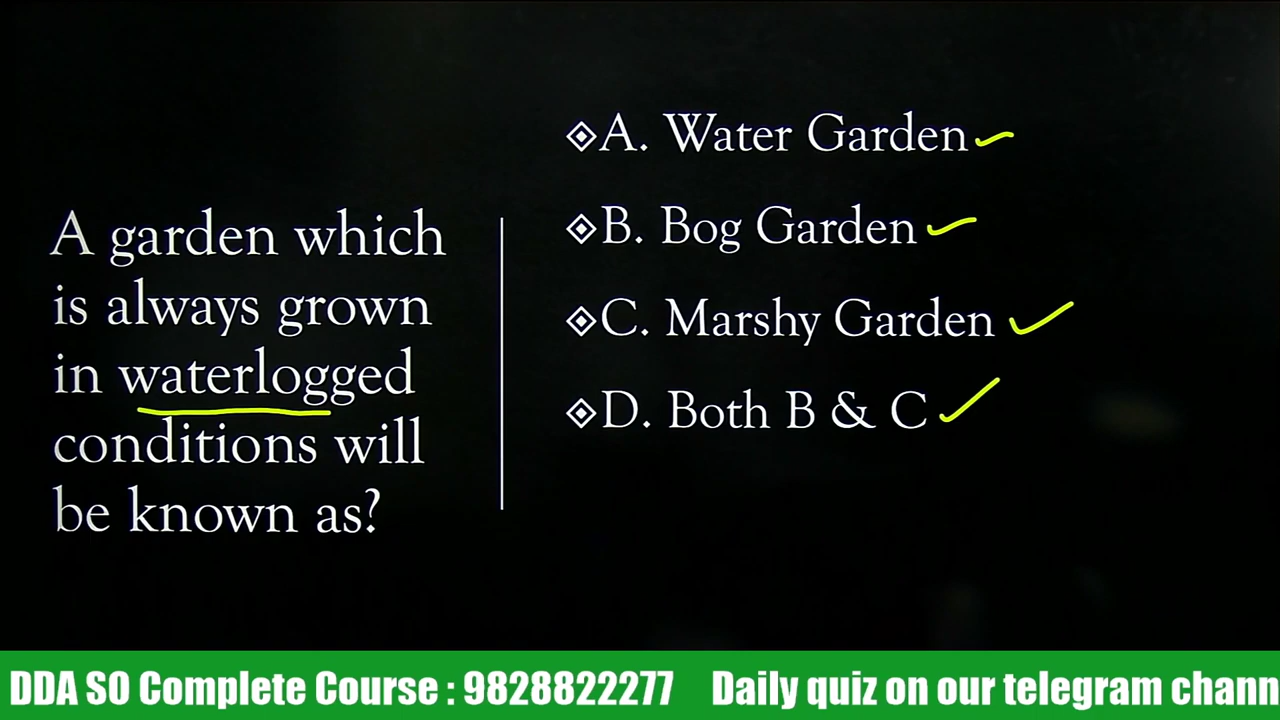 A garden which
is always grown
in waterlogged
conditions will
be known as?
A. Water Garden
B. Bog Garden
C. Marshy Garden
D. Both B & C
DDA SO Complete Course : 9828822277 Daily quiz on our telegram chann